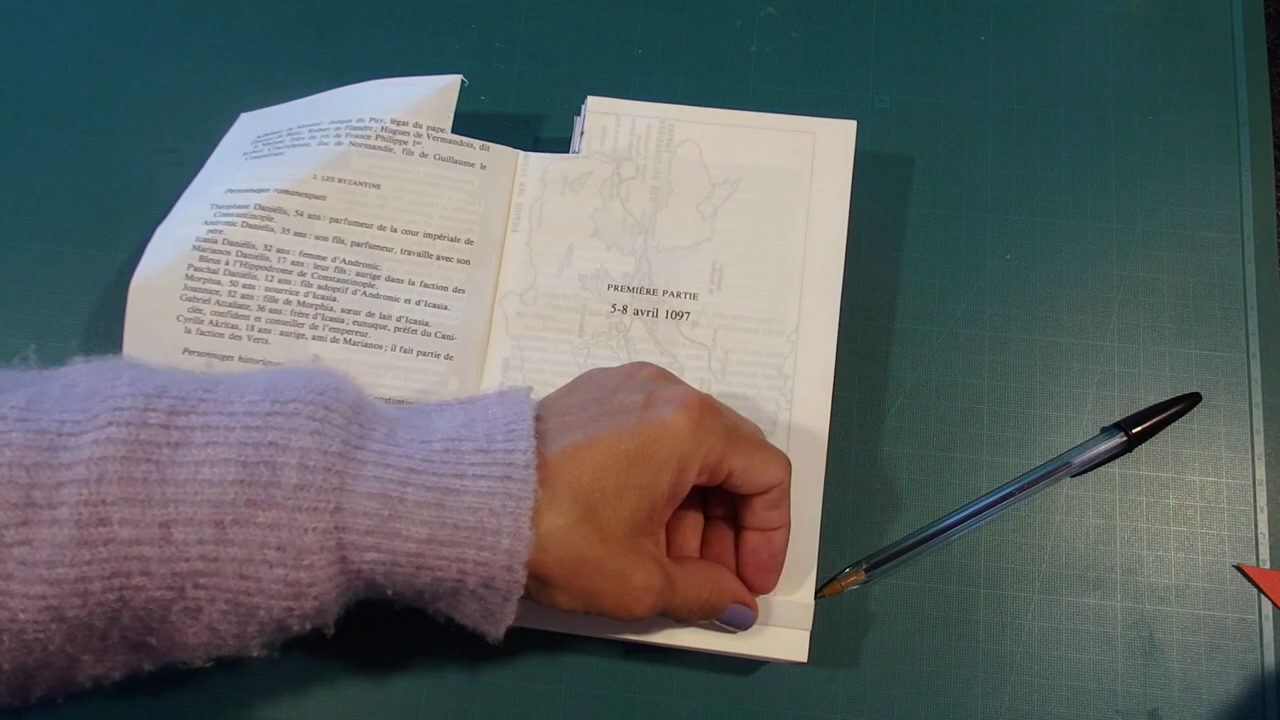 Adhémar de Monteil : évêque du Puy, légat du pape.
Robert de Flandre ; Hugues de Vermandois, dit
frère du roi de France Philippe Ier.
Robert Courteheuse, duc de Normandie, fils de Guillaume le
Conquérant.
2. LES BYZANTINS
Personnages romanesques
Théophane Daniélis, 54 ans : parfumeur de la cour impériale de
Constantinople.
Andronic Daniélis, 35 ans : son fils, parfumeur, travaille avec son
père.
Icasia Daniélis, 32 ans : femme d'Andronic.
Marianos Daniélis, 17 ans : leur fils ; aurige dans la faction des
Bleus à l'Hippodrome de Constantinople.
Paschal Daniélis, 12 ans : fils adoptif d'Andronic et d'Icasia.
Morphia, 50 ans : nourrice d'Icasia.
Joannice, 32 ans : fille de Morphia, sœur de lait d'Icasia.
Gabriel Attaliate, 36 ans : frère d'Icasia ; eunuque, préfet du Cani-
clée, confident et conseiller de l'empereur.
Cyrille Akritas, 18 ans : aurige, ami de Marianos ; il fait partie de
la faction des Verts.
Personnages historiques
PREMIÈRE PARTIE
5-8 avril 1097